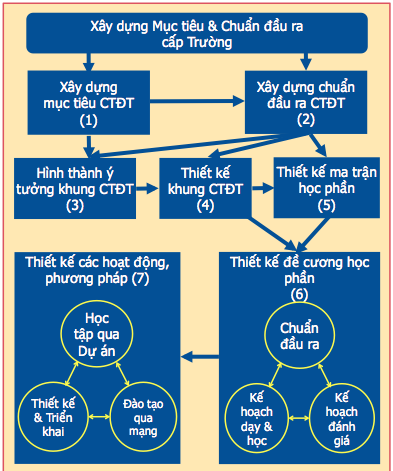 Xây dựng Mục tiêu & Chuẩn đầu ra
cấp Trường
Xây dựng
mục tiêu CTĐT
(1)
Xây dựng chuẩn
đầu ra CTĐT
(2)
Hình thành ý
tưởng khung CTĐT
(3)
Thiết kế
khung CTĐT
(4)
Thiết kế ma trận
học phần
(5)
Thiết kế các hoạt động,
phương pháp (7)
Học
tập qua
Dự án
Thiết kế
& Triển
khai
Đào tạo
qua
mạng
Thiết kế đề cương học
phần
(6)
Chuẩn
đầu ra
Kế
hoạch
dạy &
học
Kế
hoạch
đánh
giá